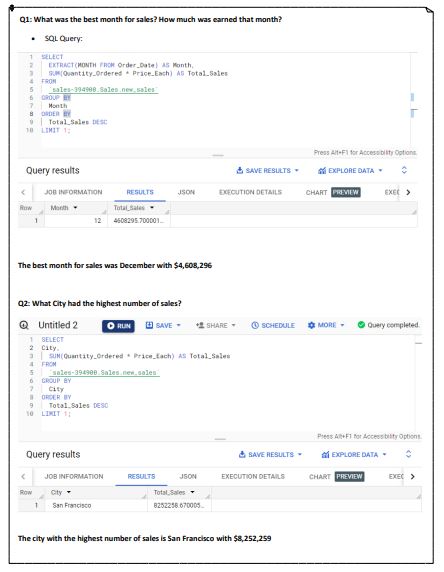 Q1: What was the best month for sales? How much was earned that month?
• SQL Query:
1 SELECT
2 EXTRACT(MONTH FROM Order_Date) AS Month,
3 SUM(Quantity_Ordered * Price_Each) AS Total_Sales
4 FROM
5 `sales-394900.Sales.new_sales`
6 GROUP BY
7 Month
8 ORDER BY
9 Total_Sales DESC
10 LIMIT 1;
Press Alt+F1 for Accessibility Options.
Query results SAVE RESULTS EXPLORE DATA
JOB INFORMATION RESULTS JSON EXECUTION DETAILS CHART PREVIEW EXEC
Row Month Total_Sales
1 12 4608295.700001...
The best month for sales was December with $4,608,296
Q2: What City had the highest number of sales?
Untitled 2 RUN SAVE SHARE SCHEDULE MORE Query completed.
1 SELECT
2 City,
3 SUM(Quantity_Ordered * Price_Each) AS Total_Sales
4 FROM
5 `sales-394900.Sales.new_sales`
6 GROUP BY
7 City
8 ORDER BY
9 Total_Sales DESC
10 LIMIT 1;
Press Alt+F1 for Accessibility Options.
Query results SAVE RESULTS EXPLORE DATA
JOB INFORMATION RESULTS JSON EXECUTION DETAILS CHART PREVIEW EXEC
Row City Total_Sales
1 San Francisco 8252258.670005...
The city with the highest number of sales is San Francisco with $8,252,259